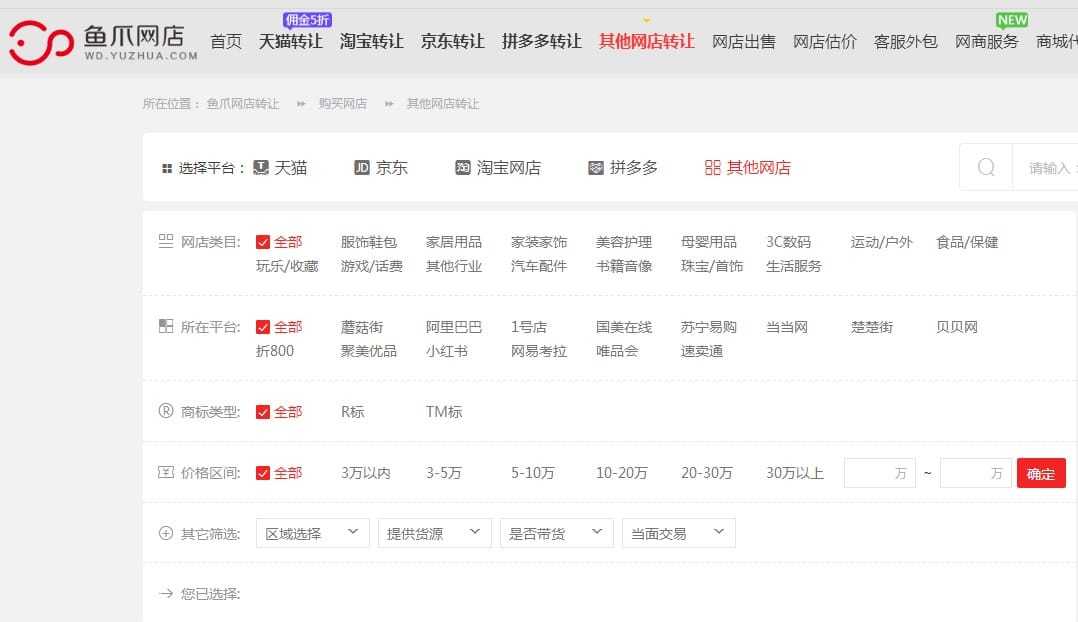 佣金5折
NEW
鱼爪网店
WD.YUZHUA.COM
首页 天猫转让 淘宝转让 京东转让 拼多多转让 其他网店转让 网店出售 网店估价 客服外包 网商服务 商城代
所在位置： 鱼爪网店转让 购买网店 其他网店转让
选择平台： 天猫 JD 京东 淘 淘宝网店 拼多多 其他网店 请输入：
网店类目: 全部 服饰鞋包 家居用品 家装家饰 美容护理 母婴用品 3C数码 运动/户外 食品/保健
玩乐/收藏 游戏/话费 其他行业 汽车配件 书籍音像 珠宝/首饰 生活服务
所在平台: 全部 蘑菇街 阿里巴巴 1号店 国美在线 苏宁易购 当当网 楚楚街 贝贝网
折800 聚美优品 小红书 网易考拉 唯品会 速卖通
® 商标类型: 全部 R标 TM标
价格区间: 全部 3万以内 3-5万 5-10万 10-20万 20-30万 30万以上 万 ~ 万 确定
其它筛选: 区域选择 提供货源 是否带货 当面交易
您已选择: